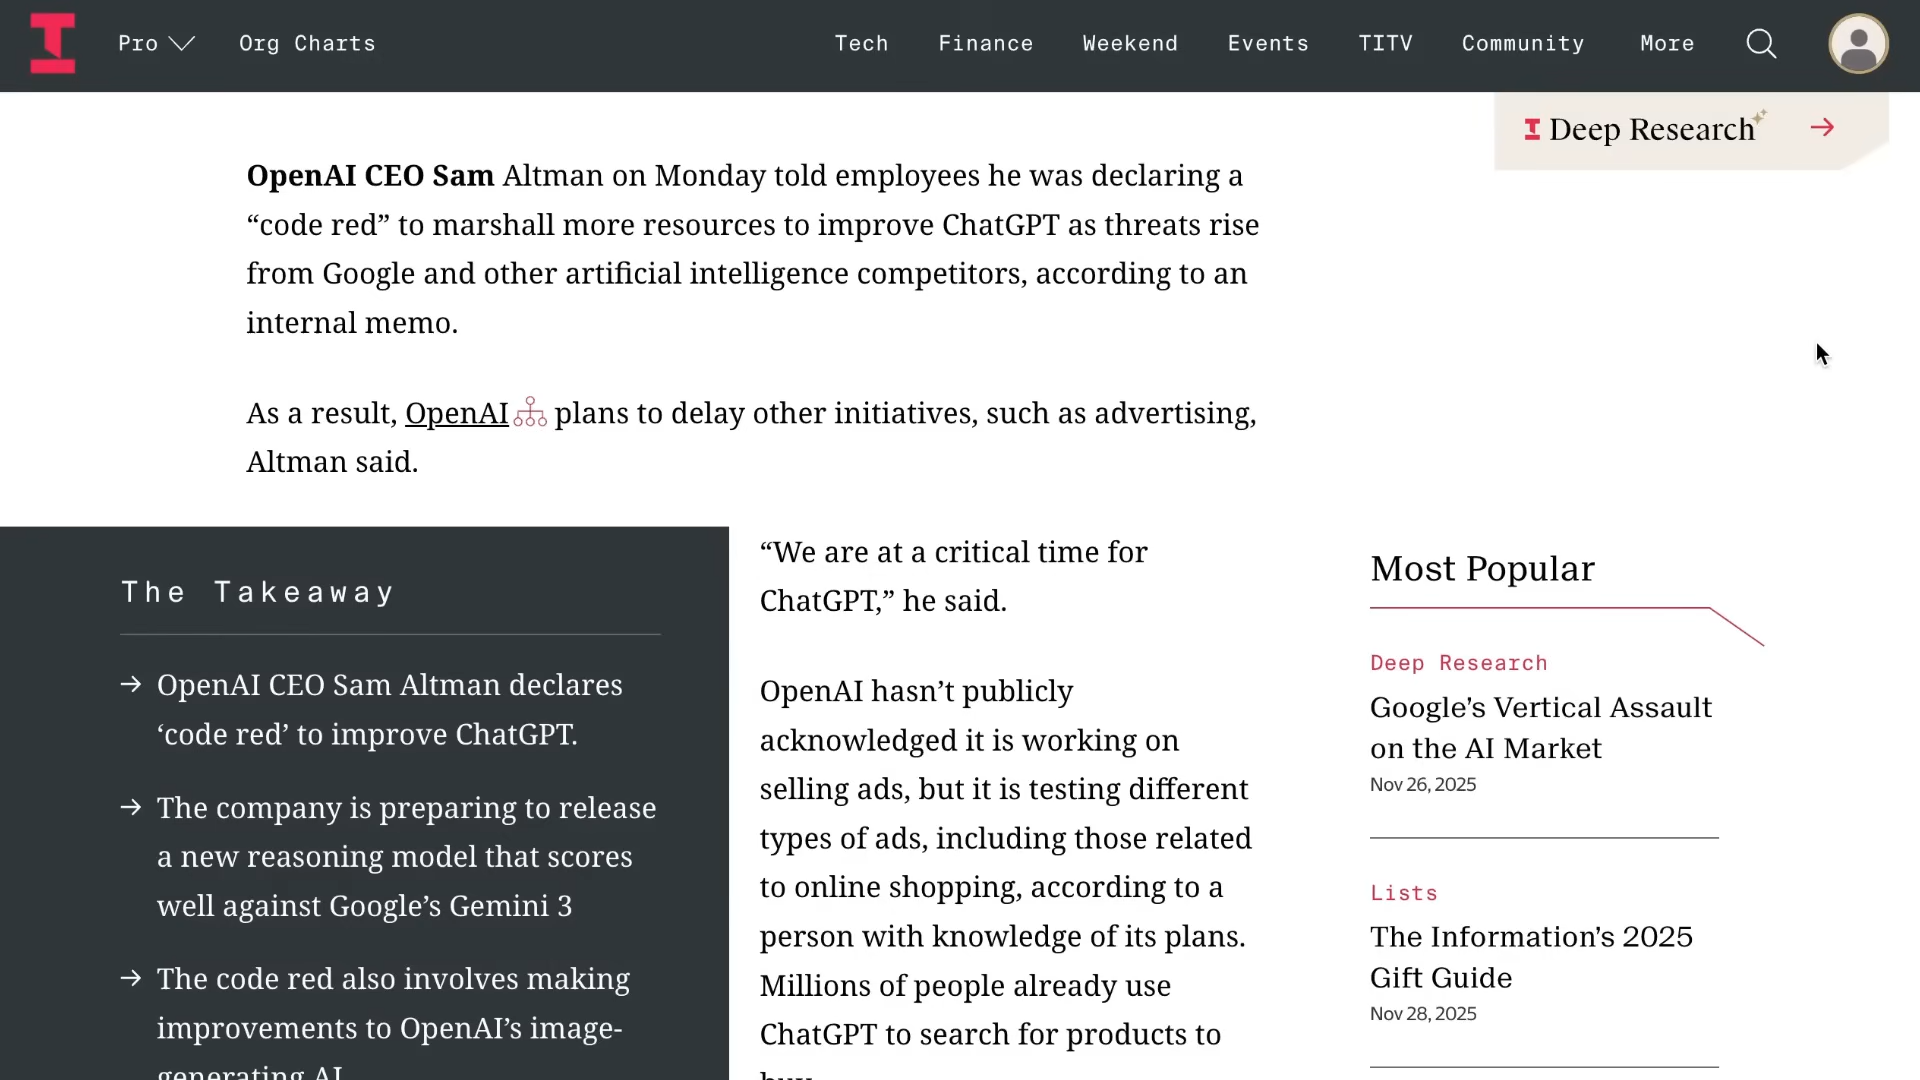 Pro
Org Charts
Tech
Finance
Weekend
Events
TITV
Community
More
Deep Research
OpenAI CEO Sam Altman on Monday told employees he was declaring a
“code red” to marshall more resources to improve ChatGPT as threats rise
from Google and other artificial intelligence competitors, according to an
internal memo.
As a result, OpenAI plans to delay other initiatives, such as advertising,
Altman said.
The Takeaway
OpenAI CEO Sam Altman declares
‘code red’ to improve ChatGPT.
The company is preparing to release
a new reasoning model that scores
well against Google’s Gemini 3
The code red also involves making
improvements to OpenAI’s image-
generating AI
“We are at a critical time for
ChatGPT,” he said.
OpenAI hasn’t publicly
acknowledged it is working on
selling ads, but it is testing different
types of ads, including those related
to online shopping, according to a
person with knowledge of its plans.
Millions of people already use
ChatGPT to search for products to
Most Popular
Deep Research
Google’s Vertical Assault
on the AI Market
Nov 26, 2025
Lists
The Information’s 2025
Gift Guide
Nov 28, 2025